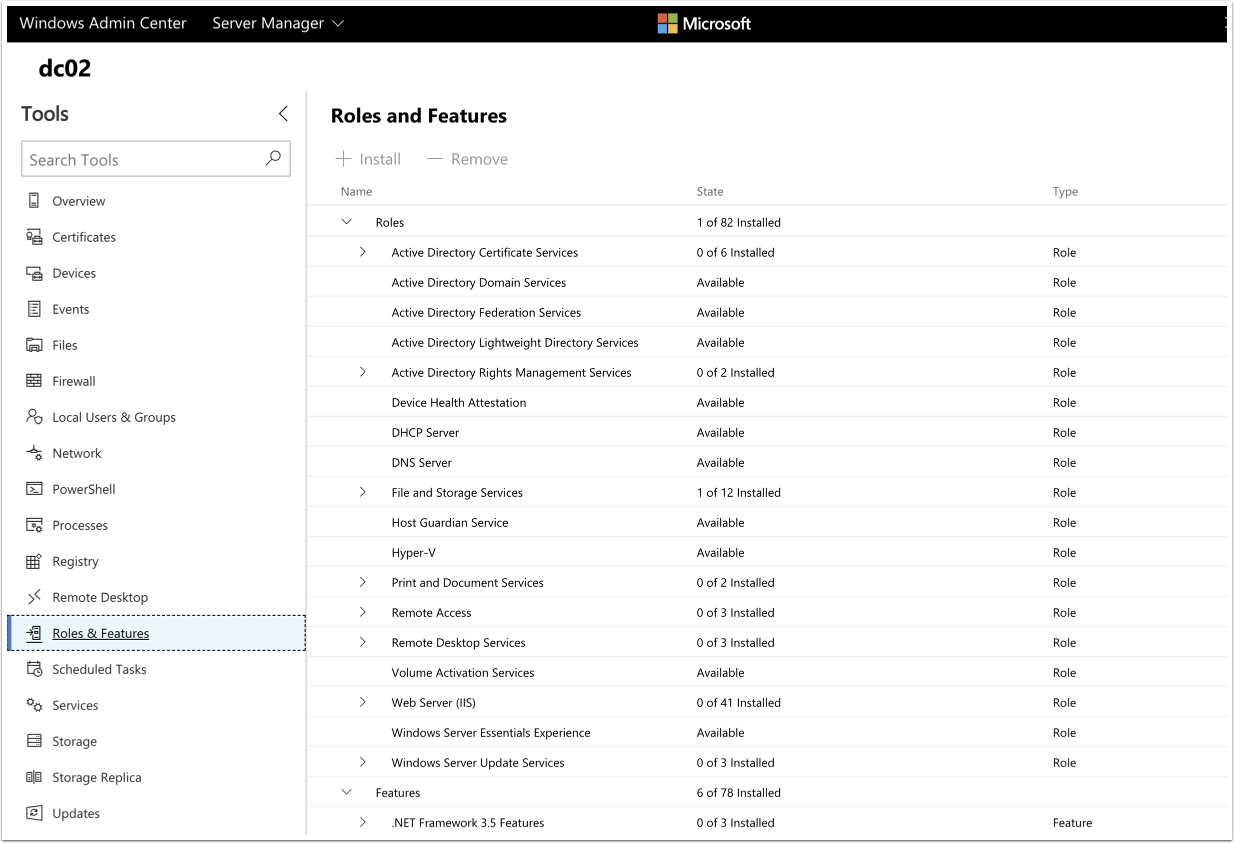 Windows Admin Center Server Manager Microsoft
dc02
Tools
Search Tools
Overview
Certificates
Devices
Events
Files
Firewall
Local Users & Groups
Network
PowerShell
Processes
Registry
Remote Desktop
Roles & Features
Scheduled Tasks
Services
Storage
Storage Replica
Updates
Roles and Features
Install Remove
Name State Type
Roles 1 of 82 Installed
Active Directory Certificate Services 0 of 6 Installed Role
Active Directory Domain Services Available Role
Active Directory Federation Services Available Role
Active Directory Lightweight Directory Services Available Role
Active Directory Rights Management Services 0 of 2 Installed Role
Device Health Attestation Available Role
DHCP Server Available Role
DNS Server Available Role
File and Storage Services 1 of 12 Installed Role
Host Guardian Service Available Role
Hyper-V Available Role
Print and Document Services 0 of 2 Installed Role
Remote Access 0 of 3 Installed Role
Remote Desktop Services 0 of 3 Installed Role
Volume Activation Services Available Role
Web Server (IIS) 0 of 41 Installed Role
Windows Server Essentials Experience Available Role
Windows Server Update Services 0 of 3 Installed Role
Features 6 of 78 Installed
.NET Framework 3.5 Features 0 of 3 Installed Feature